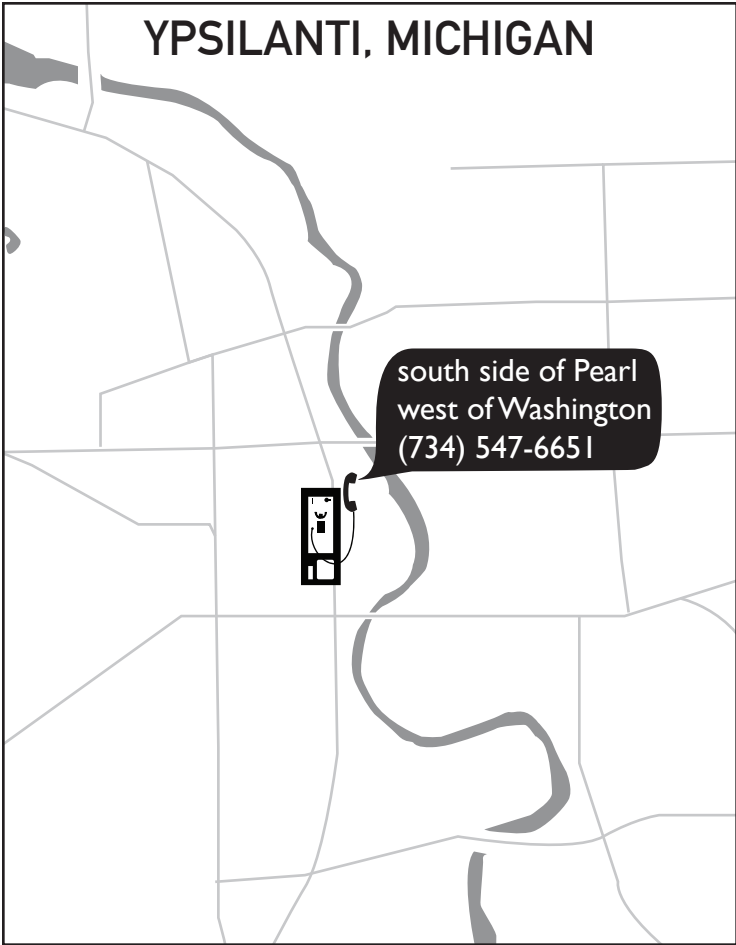 YPSILANTI, MICHIGAN
south side of Pearl
west of Washington
(734) 547-6651